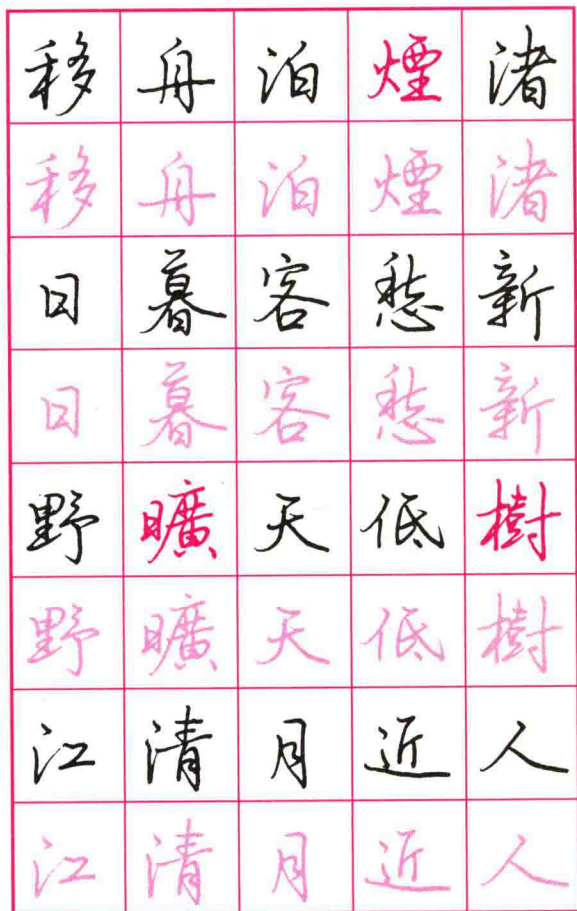 移舟泊煙渚
移舟泊煙渚
日暮客愁新
日暮客愁新
野曠天低樹
野曠天低樹
江清月近人
江清月近人